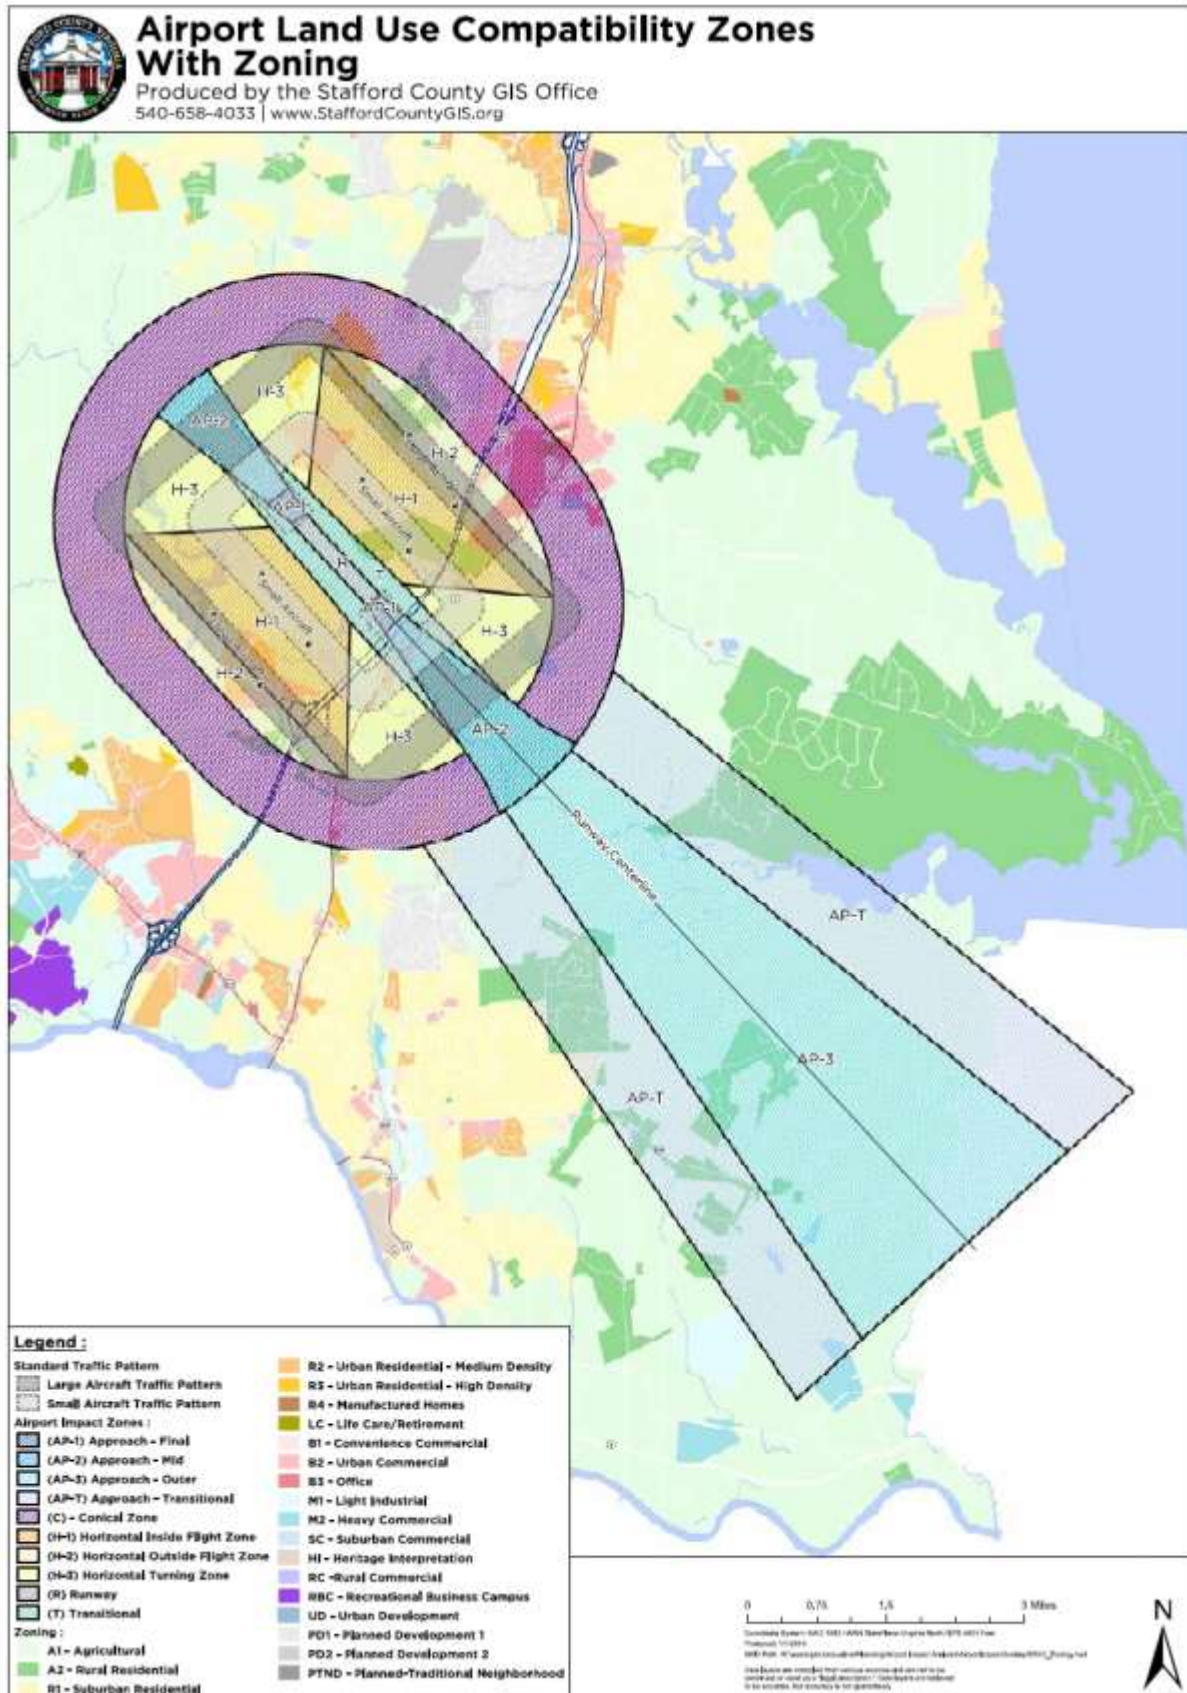 Airport Land Use Compatibility Zones
With Zoning
Produced by the Stafford County GIS Office
540-658-4033 | www.StaffordCountyGIS.org
H-3
AP-2
H-2
H-3
H-1
Small Aircraft
AP-1
R
T
AP-1
Small Aircraft
H-1
H-3
H-2
AP-2
H-3
Runway Centerline
AP-T
AP-3
AP-T
Legend :
Standard Traffic Pattern
Large Aircraft Traffic Pattern
Small Aircraft Traffic Pattern
Airport Impact Zones :
(AP-1) Approach - Final
(AP-2) Approach - Mid
(AP-3) Approach - Outer
(AP-T) Approach - Transitional
(C) - Conical Zone
(H-1) Horizontal Inside Flight Zone
(H-2) Horizontal Outside Flight Zone
(H-3) Horizontal Turning Zone
(R) Runway
(T) Transitional
Zoning :
A1 - Agricultural
A2 - Rural Residential
R1 - Suburban Residential
R2 - Urban Residential - Medium Density
R3 - Urban Residential - High Density
R4 - Manufactured Homes
LC - Life Care/Retirement
B1 - Convenience Commercial
B2 - Urban Commercial
B3 - Office
M1 - Light Industrial
M2 - Heavy Commercial
SC - Suburban Commercial
HI - Heritage Interpretation
RC -Rural Commercial
RBC - Recreational Business Campus
UD - Urban Development
PD1 - Planned Development 1
PD2 - Planned Development 2
PTND - Planned-Traditional Neighborhood
0 0.75 1.5 3 Miles
N